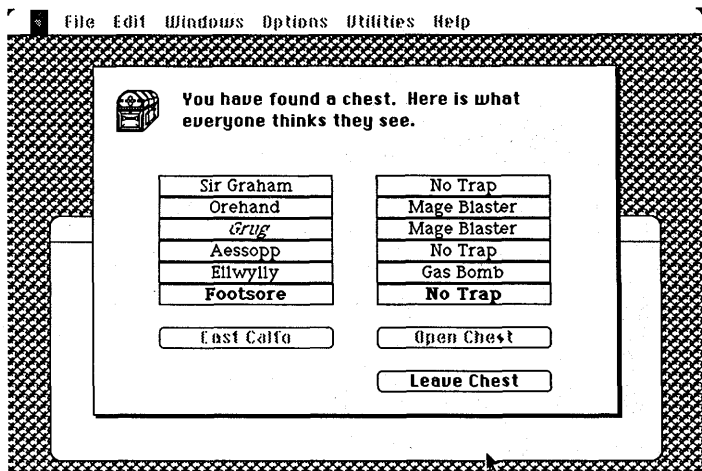 File Edit Windows Options Utilities Help
You have found a chest. Here is what
everyone thinks they see.
Sir Graham No Trap
Orehand Mage Blaster
Grug Mage Blaster
Aessopp No Trap
Ellwylly Gas Bomb
Footsore No Trap
Cast Calfo Open Chest
Leave Chest